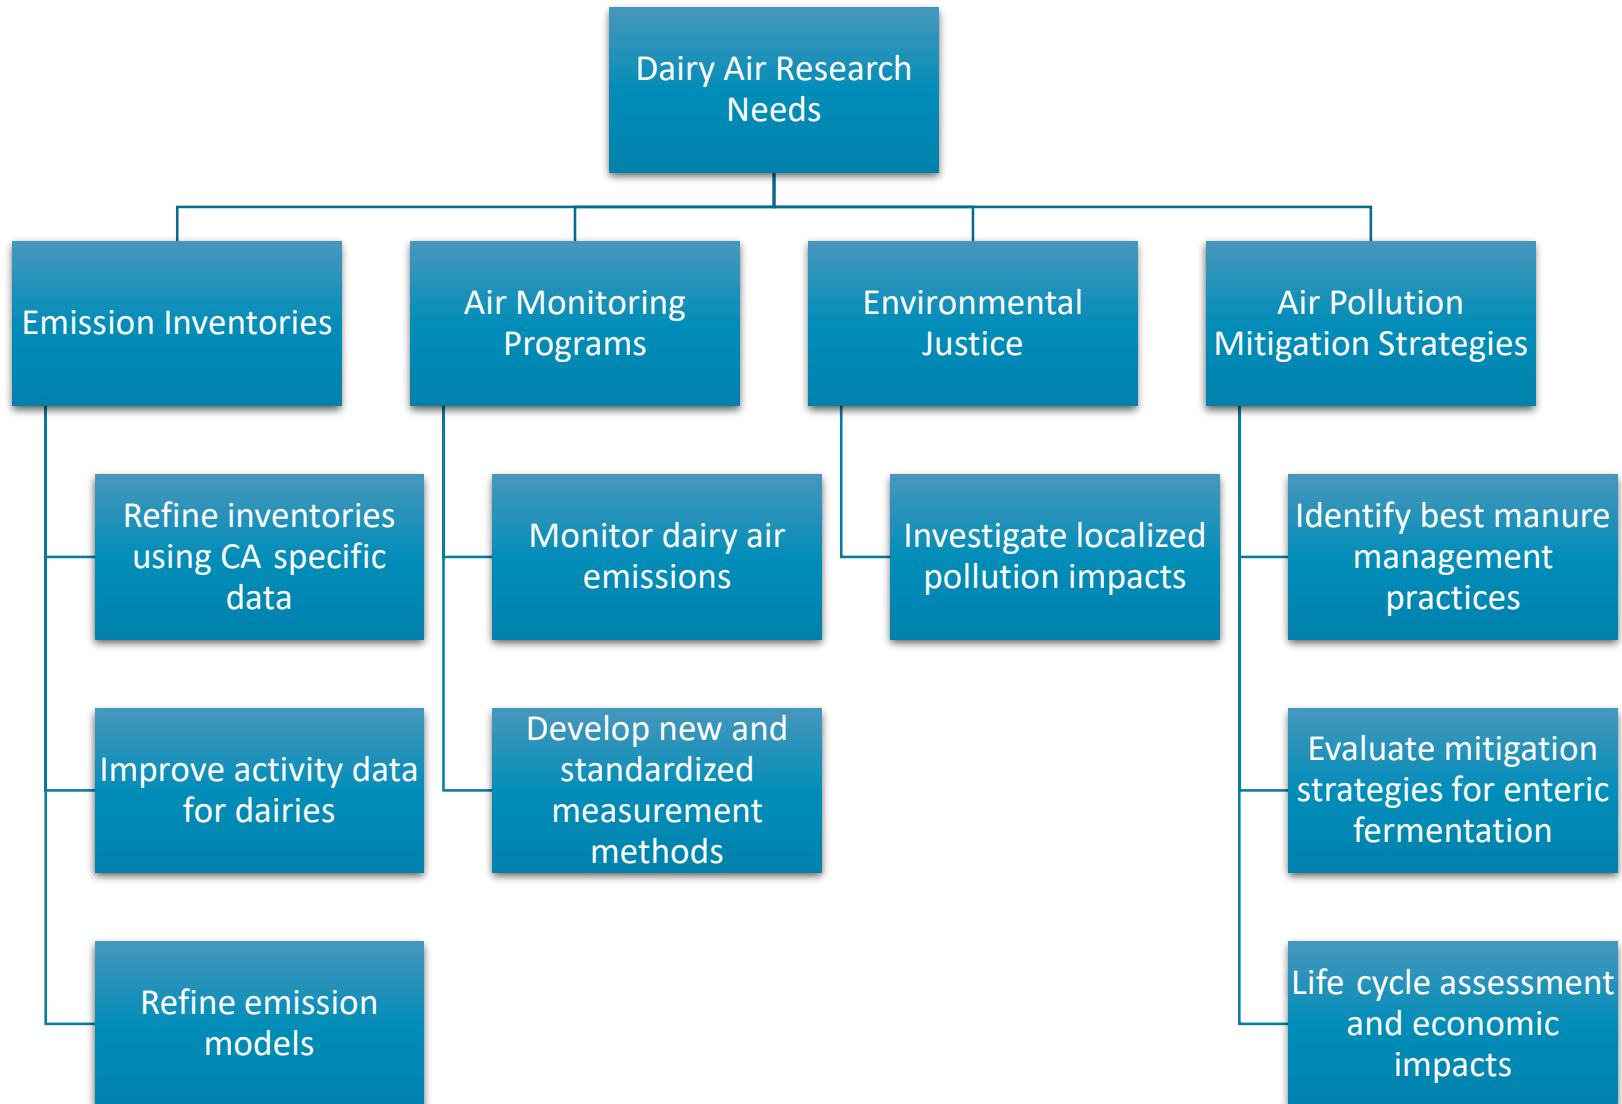 Dairy Air Research
Needs
Emission Inventories
Refine inventories
using CA specific
data
Improve activity data
for dairies
Refine emission
models
Air Monitoring
Programs
Monitor dairy air
emissions
Develop new and
standardized
measurement
methods
Environmental
Justice
Investigate localized
pollution impacts
Air Pollution
Mitigation Strategies
Identify best manure
management
practices
Evaluate mitigation
strategies for enteric
fermentation
Life cycle assessment
and economic
impacts